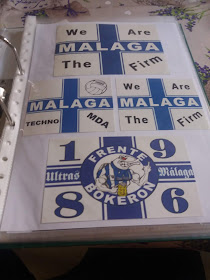 We Are
MALAGA
The Firm
MALAGA
TECHNO MDA
We Are
MALAGA
The Firm
1 9
FRENTE
Ultras Málaga
BOKERON
8 6